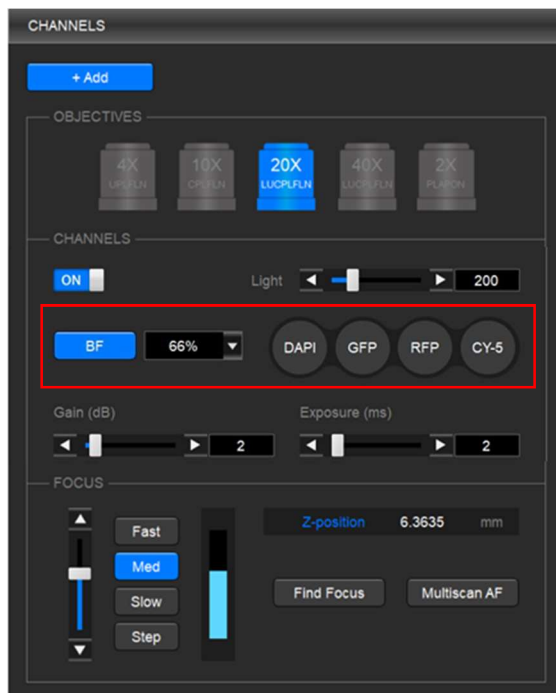 CHANNELS
+ Add
OBJECTIVES
4X 10X 20X 40X 2X
UPLFLN CPLFLN LUCPLFLN LUCPLFLN PLAPON
CHANNELS
ON Light 200
BF 66% DAPI GFP RFP CY-5
Gain (dB) Exposure (ms)
2 2
FOCUS
Fast
Med
Slow
Step
Z-position 6.3635 mm
Find Focus Multiscan AF